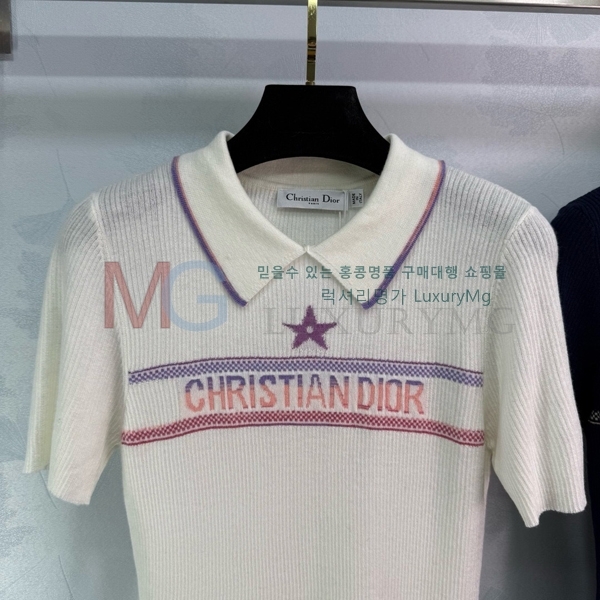 Christian Dior
PARIS
MG
믿을수 있는 홍콩명품 구매대행 쇼핑몰
럭셔리명가 LuxuryMg
LUXURYMG
CHRISTIAN DIOR